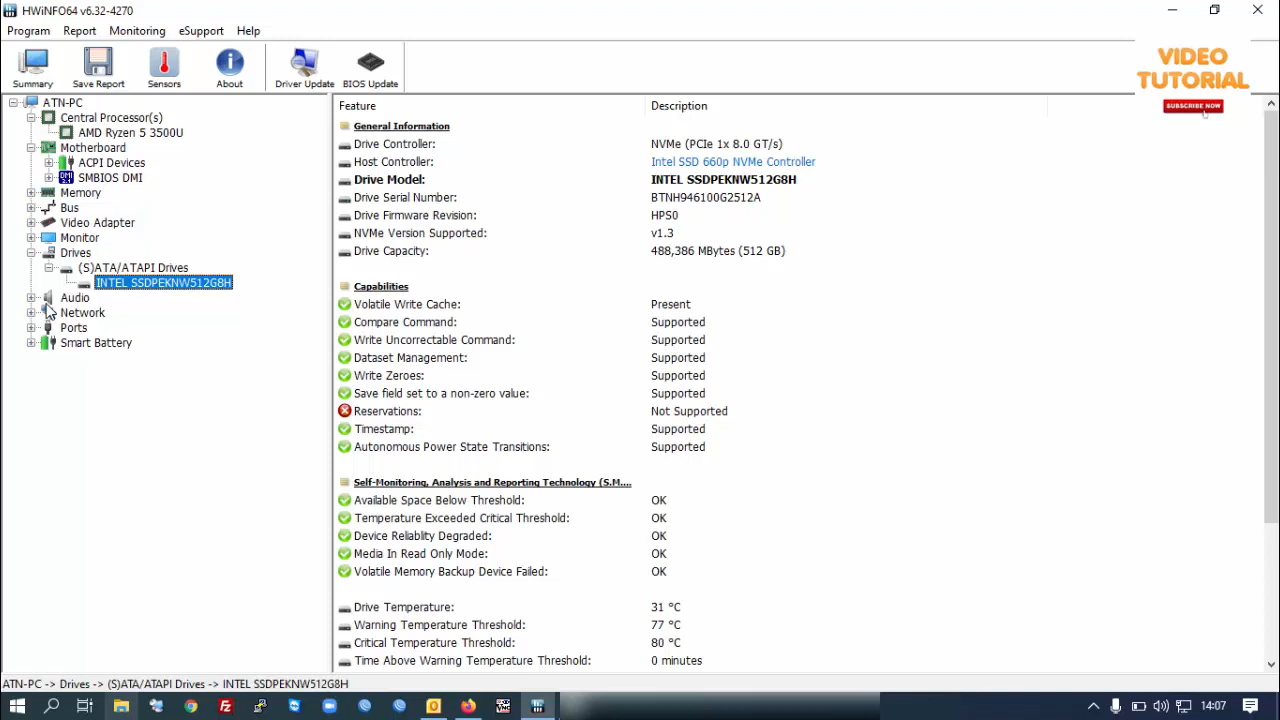 HWiNFO64 v6.32-4270
Program Report Monitoring eSupport Help
Summary Save Report Sensors About Driver Update BIOS Update
VIDEO
TUTORIAL
SUBSCRIBE NOW
ATN-PC
Central Processor(s)
AMD Ryzen 5 3500U
Motherboard
ACPI Devices
DMI SMBIOS DMI
Memory
Bus
Video Adapter
Monitor
Drives
(S)ATA/ATAPI Drives
INTEL SSDPEKNW512G8H
Audio
Network
Ports
Smart Battery
Feature Description
General Information
Drive Controller: NVMe (PCIe 1x 8.0 GT/s)
Host Controller: Intel SSD 660p NVMe Controller
Drive Model: INTEL SSDPEKNW512G8H
Drive Serial Number: BTNH946100G2512A
Drive Firmware Revision: HPS0
NVMe Version Supported: v1.3
Drive Capacity: 488,386 MBytes (512 GB)
Capabilities
Volatile Write Cache: Present
Compare Command: Supported
Write Uncorrectable Command: Supported
Dataset Management: Supported
Write Zeroes: Supported
Save field set to a non-zero value: Supported
Reservations: Not Supported
Timestamp: Supported
Autonomous Power State Transitions: Supported
Self-Monitoring, Analysis and Reporting Technology (S.M....
Available Space Below Threshold: OK
Temperature Exceeded Critical Threshold: OK
Device Reliablity Degraded: OK
Media In Read Only Mode: OK
Volatile Memory Backup Device Failed: OK
Drive Temperature: 31 °C
Warning Temperature Threshold: 77 °C
Critical Temperature Threshold: 80 °C
Time Above Warning Temperature Threshold: 0 minutes
ATN-PC -> Drives -> (S)ATA/ATAPI Drives -> INTEL SSDPEKNW512G8H
14:07